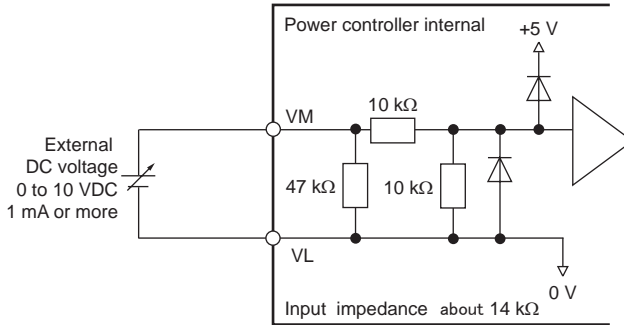 Power controller internal
+5 V
VM
10 kΩ
External
DC voltage
0 to 10 VDC
1 mA or more
47 kΩ
10 kΩ
VL
0 V
Input impedance about 14 kΩ